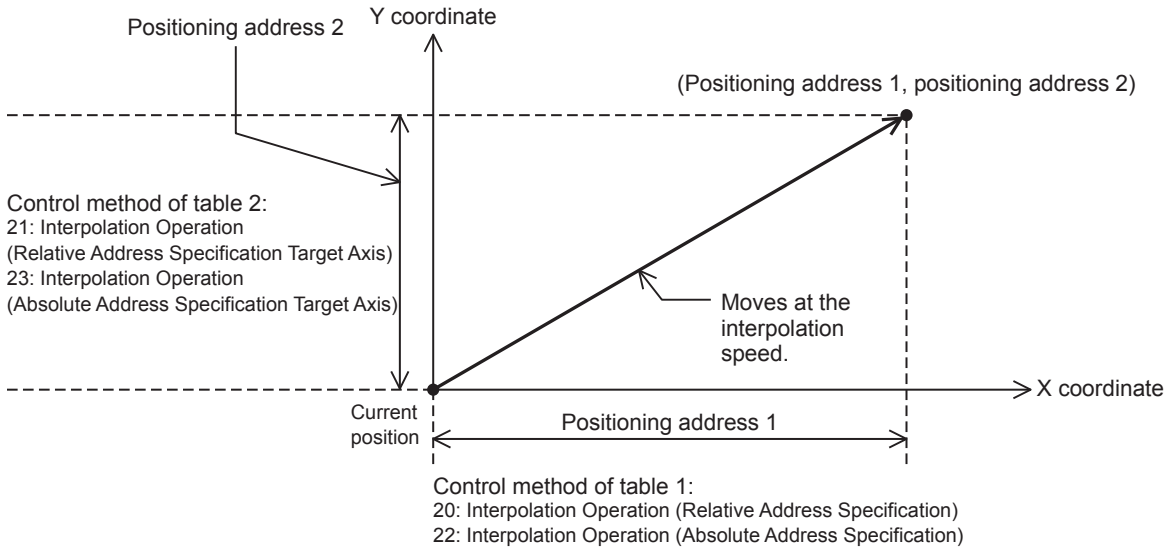 Positioning address 2
Y coordinate
(Positioning address 1, positioning address 2)
Control method of table 2:
21: Interpolation Operation
(Relative Address Specification Target Axis)
23: Interpolation Operation
(Absolute Address Specification Target Axis)
Moves at the
interpolation
speed.
X coordinate
Current
position
Positioning address 1
Control method of table 1:
20: Interpolation Operation (Relative Address Specification)
22: Interpolation Operation (Absolute Address Specification)